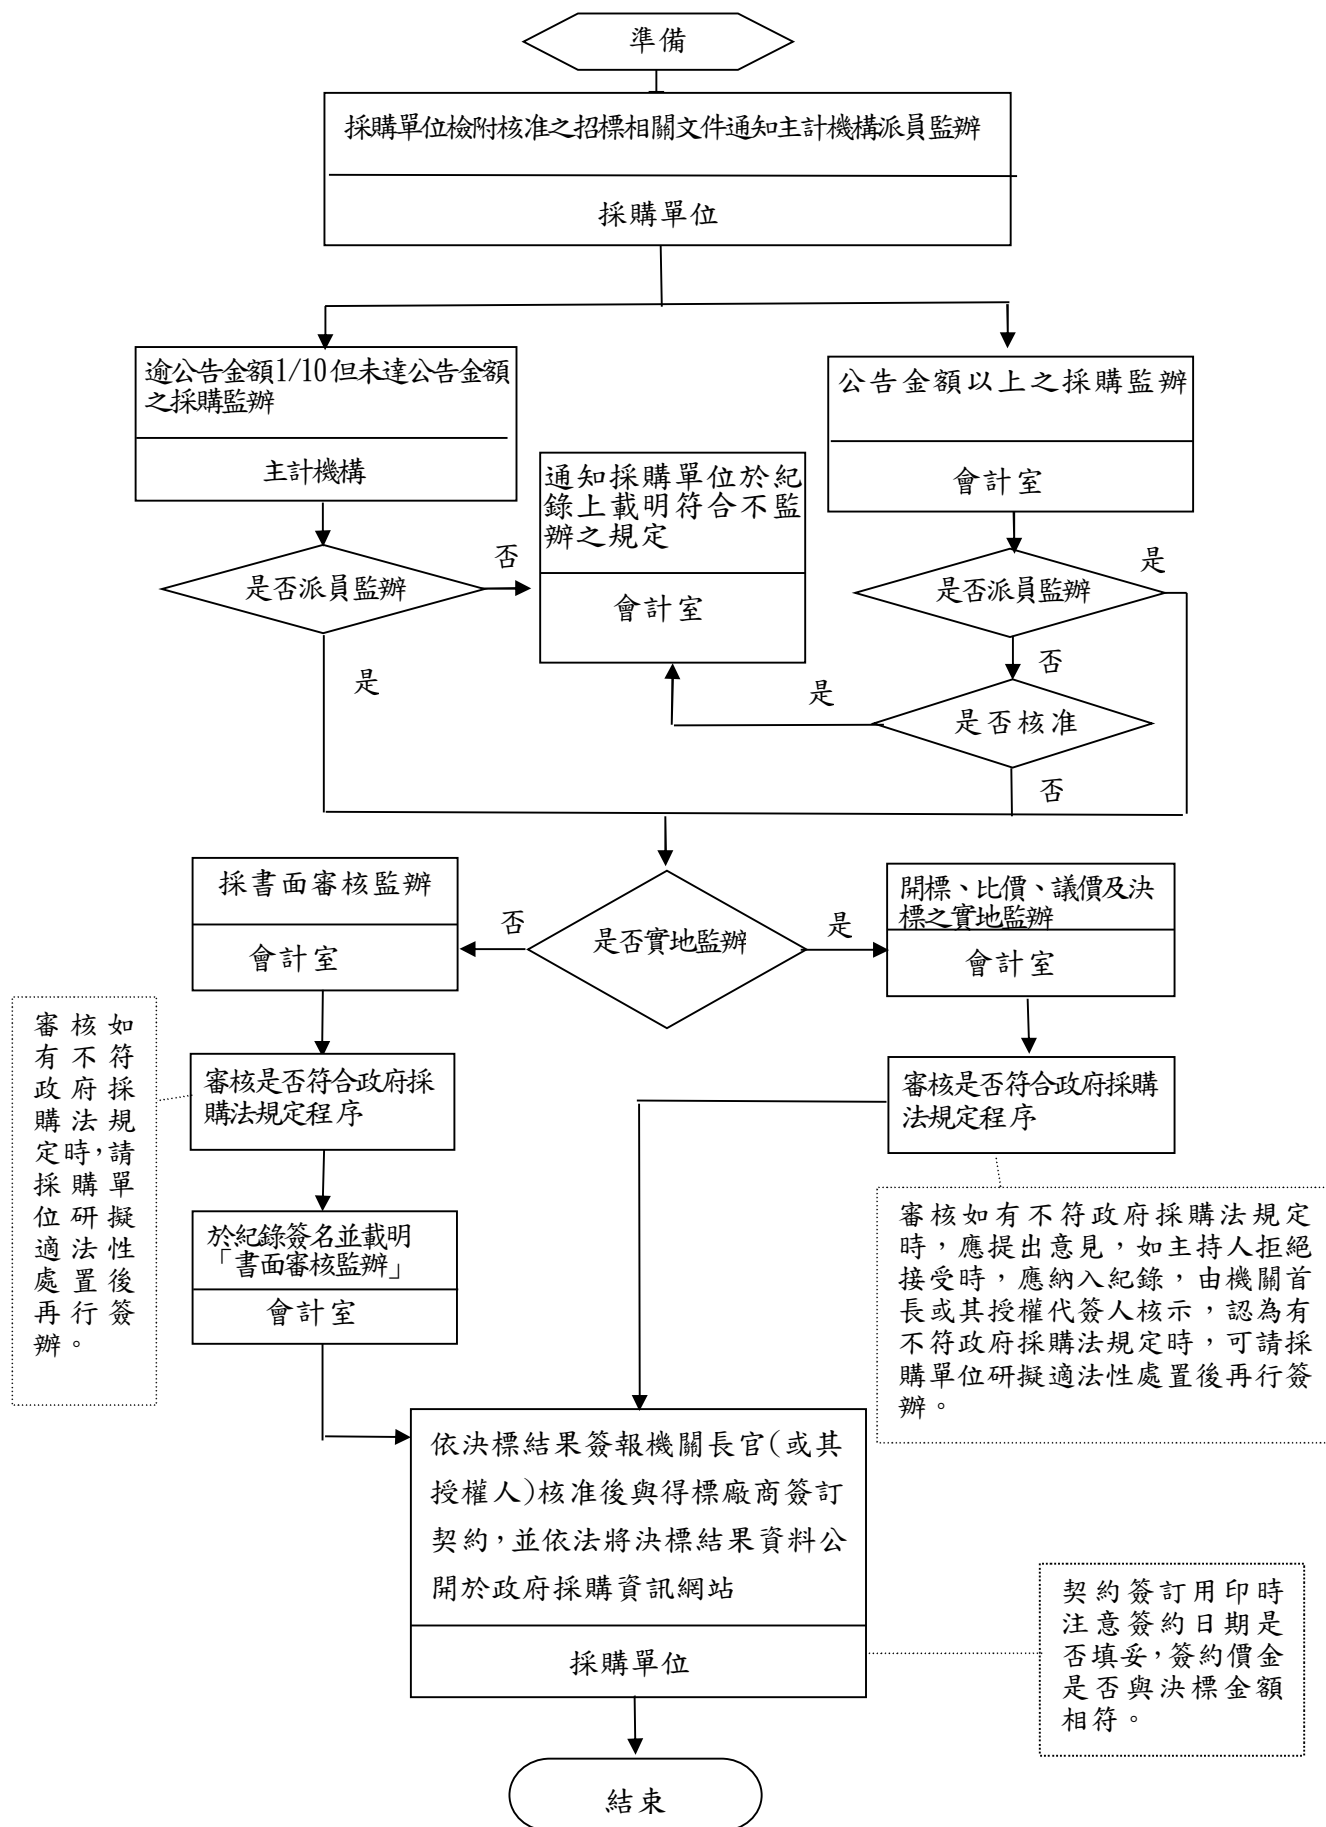 準備
採購單位檢附核准之招標相關文件通知主計機構派員監辦
採購單位
逾公告金額1/10但未達公告金額
之採購監辦
主計機構
公告金額以上之採購監辦
會計室
通知採購單位於紀
錄上載明符合不監
辦之規定
會計室
是否派員監辦
否
是
是否派員監辦
是
否
是否核准
是
否
採書面審核監辦
會計室
否
是否實地監辦
是
開標、比價、議價及決
標之實地監辦
會計室
審核如
有不符
政府採
購法規
定時,請
採購單
位研擬
適法性
處置後
再行簽
辦。
審核是否符合政府採
購法規定程序
審核是否符合政府採購
法規定程序
於紀錄簽名並載明
「書面審核監辦」
會計室
審核如有不符政府採購法規定
時，應提出意見，如主持人拒絕
接受時，應納入紀錄，由機關首
長或其授權代簽人核示，認為有
不符政府採購法規定時，可請採
購單位研擬適法性處置後再行簽
辦。
依決標結果簽報機關長官(或其
授權人)核准後與得標廠商簽訂
契約，並依法將決標結果資料公
開於政府採購資訊網站
採購單位
契約簽訂用印時
注意簽約日期是
否填妥，簽約價金
是否與決標金額
相符。
結束